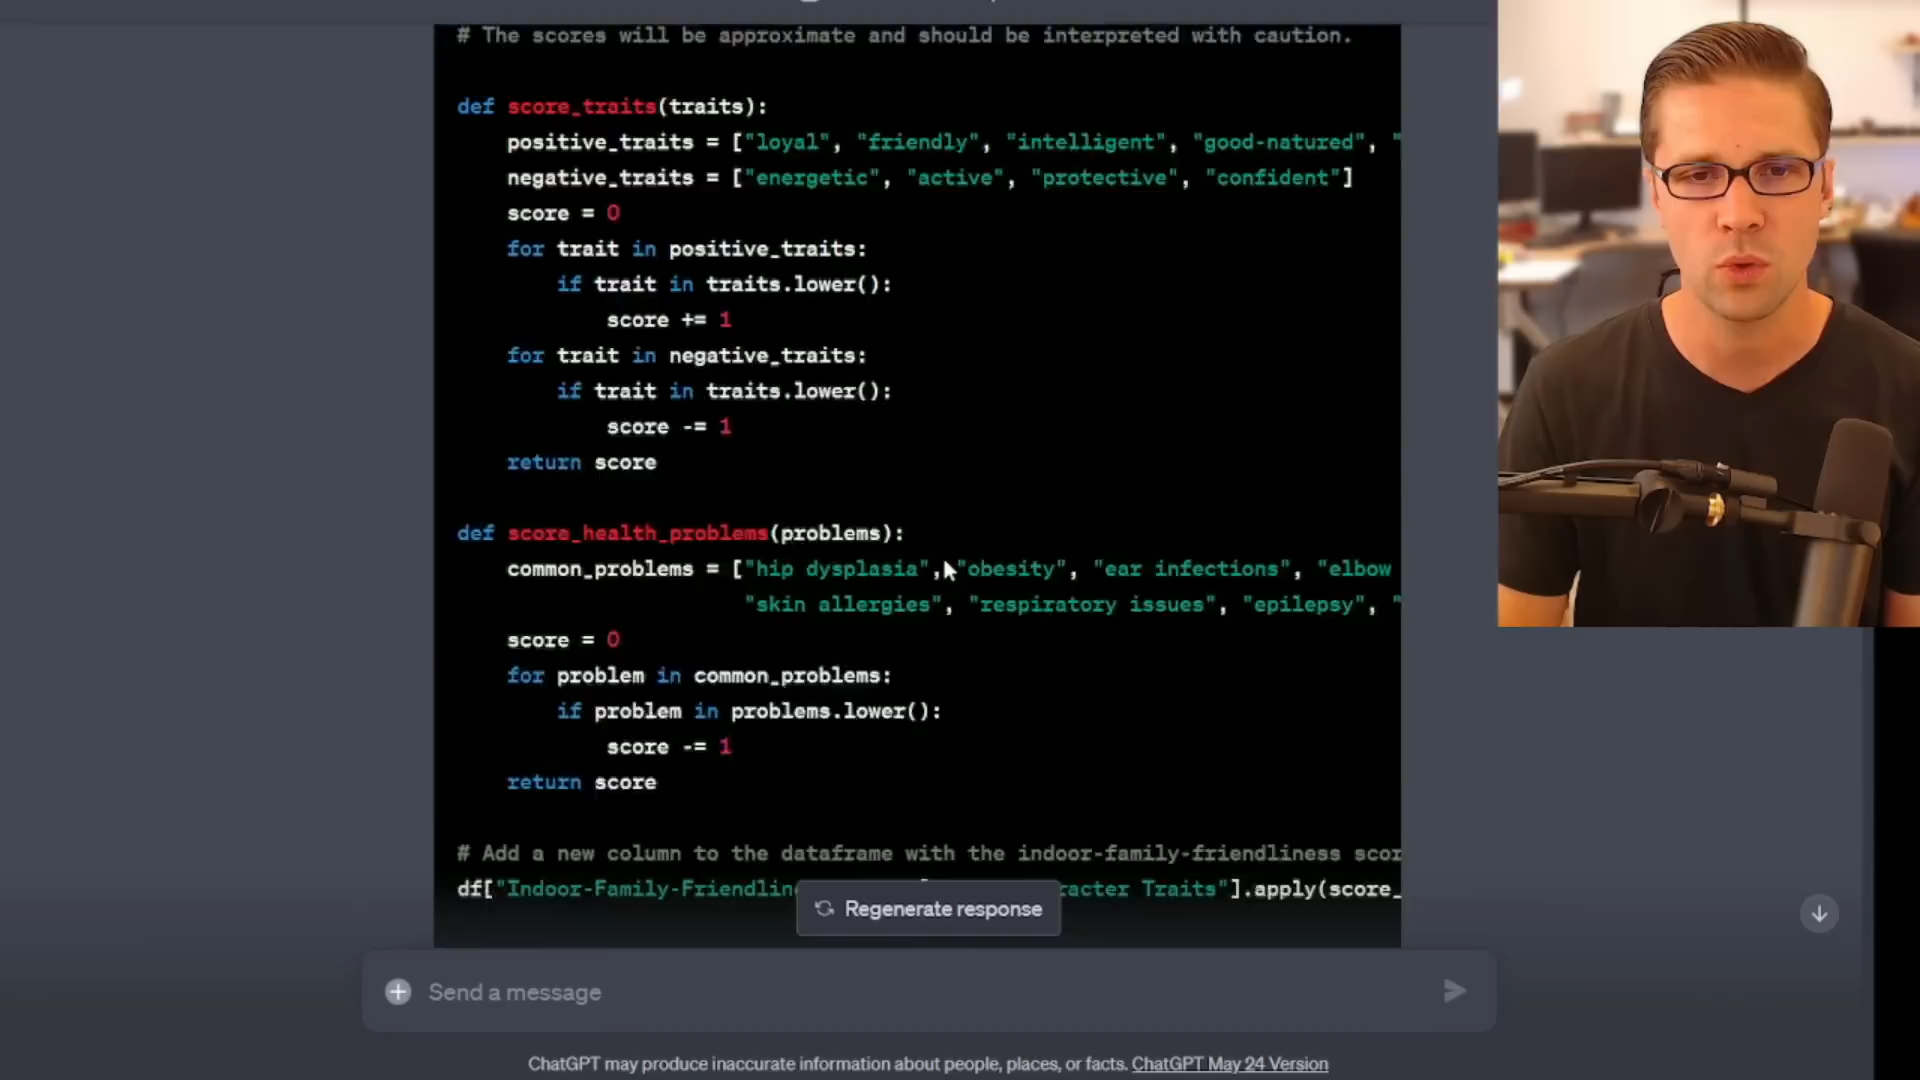 # The scores will be approximate and should be interpreted with caution.
def score_traits(traits):
positive_traits = ["loyal", "friendly", "intelligent", "good-natured", "
negative_traits = ["energetic", "active", "protective", "confident"]
score = 0
for trait in positive_traits:
if trait in traits.lower():
score += 1
for trait in negative_traits:
if trait in traits.lower():
score -= 1
return score
def score_health_problems(problems):
common_problems = ["hip dysplasia", "obesity", "ear infections", "elbow
"skin allergies", "respiratory issues", "epilepsy", "
score = 0
for problem in common_problems:
if problem in problems.lower():
score -= 1
return score
# Add a new column to the dataframe with the indoor-family-friendliness scor
df["Indoor-Family-Friendlin racter Traits"].apply(score_
Regenerate response
Send a message
ChatGPT may produce inaccurate information about people, places, or facts. ChatGPT May 24 Version